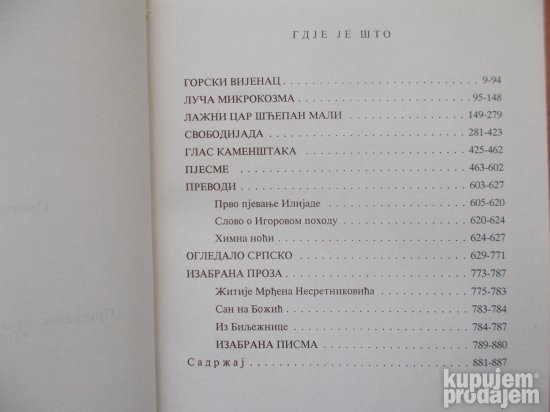 ГДЈЕ ЈЕ ШТО
ГОРСКИ ВИЈЕНАЦ 9-94
ЛУЧА МИКРОКОЗМА 95-148
ЛАЖНИ ЦАР ШЋЕПАН МАЛИ 149-279
СВОБОДИЈАДА 281-423
ГЛАС КАМЕНШТАКА 425-462
ПЈЕСМЕ 463-602
ПРЕВОДИ 603-627
Прво пјевање Илијаде 605-620
Слово о Игоровом походу 620-624
Химна ноћи 624-627
ОГЛЕДАЛО СРПСКО 629-771
ИЗАБРАНА ПРОЗА 773-787
Житије Мрђена Несретниковића 775-783
Сан на Божић 783-784
Из Биљежнице 784-787
ИЗАБРАНА ПИСМА 789-880
Садржај 881-887
kupujem
prodajem